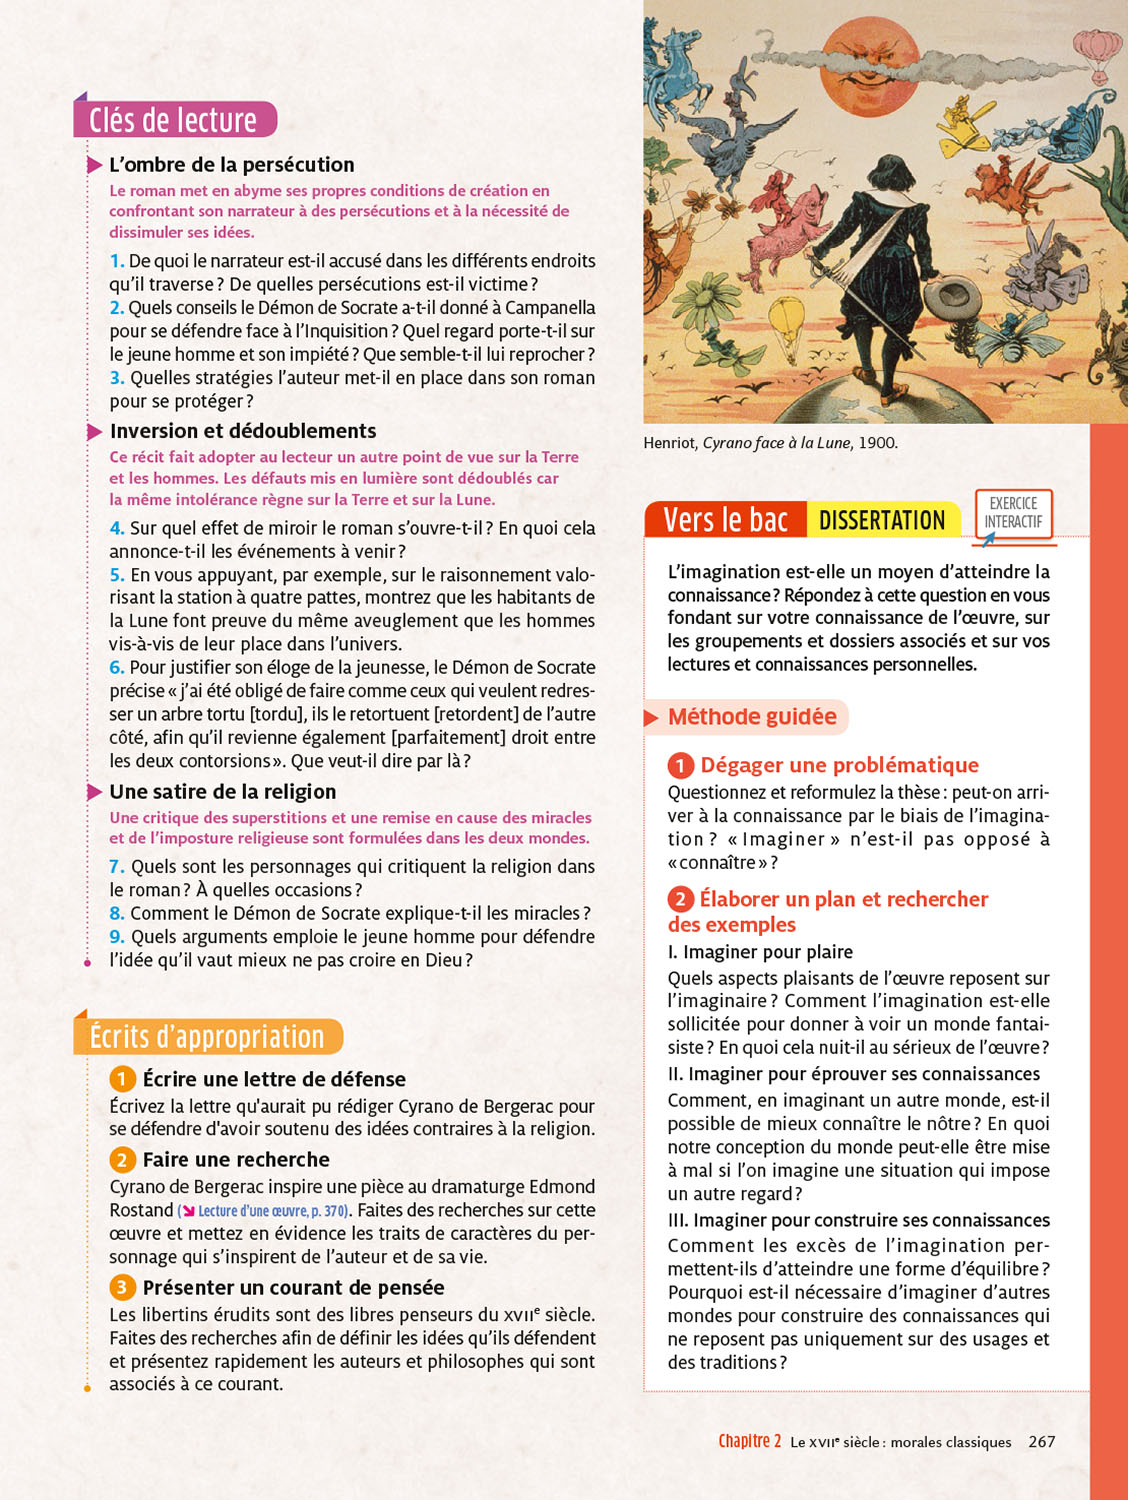 Clés de lecture
L'ombre de la persécution
Le roman met en abyme ses propres conditions de création en
confrontant son narrateur à des persécutions et à la nécessité de
dissimuler ses idées.
1. De quoi le narrateur est-il accusé dans les différents endroits
qu'il traverse ? De quelles persécutions est-il victime ?
2. Quels conseils le Démon de Socrate a-t-il donné à Campanella
pour se défendre face à l'Inquisition ? Quel regard porte-t-il sur
le jeune homme et son impiété ? Que semble-t-il lui reprocher ?
3. Quelles stratégies l'auteur met-il en place dans son roman
pour se protéger ?
Inversion et dédoublements
Ce récit fait adopter au lecteur un autre point de vue sur la Terre
et les hommes. Les défauts mis en lumière sont dédoublés car
la même intolérance règne sur la Terre et sur la Lune.
4. Sur quel effet de miroir le roman s'ouvre-t-il ? En quoi cela
annonce-t-il les événements à venir ?
5. En vous appuyant, par exemple, sur le raisonnement valo-
risant la station à quatre pattes, montrez que les habitants de
la Lune font preuve du même aveuglement que les hommes
vis-à-vis de leur place dans l'univers.
6. Pour justifier son éloge de la jeunesse, le Démon de Socrate
précise « j'ai été obligé de faire comme ceux qui veulent redres-
ser un arbre tortu [tordu], ils le retortuent [retordent] de l'autre
côté, afin qu'il revienne également [parfaitement] droit entre
les deux contorsions ». Que veut-il dire par là ?
Une satire de la religion
Une critique des superstitions et une remise en cause des miracles
et de l'imposture religieuse sont formulées dans les deux mondes.
7. Quels sont les personnages qui critiquent la religion dans
le roman ? À quelles occasions ?
8. Comment le Démon de Socrate explique-t-il les miracles ?
9. Quels arguments emploie le jeune homme pour défendre
l'idée qu'il vaut mieux ne pas croire en Dieu ?
Écrits d'appropriation
1 Écrire une lettre de défense
Écrivez la lettre qu'aurait pu rédiger Cyrano de Bergerac pour
se défendre d'avoir soutenu des idées contraires à la religion.
2 Faire une recherche
Cyrano de Bergerac inspire une pièce au dramaturge Edmond
Rostand (Lecture d'une œuvre, p. 370). Faites des recherches sur cette
œuvre et mettez en évidence les traits de caractères du per-
sonnage qui s'inspirent de l'auteur et de sa vie.
3 Présenter un courant de pensée
Les libertins érudits sont des libres penseurs du XVIIe siècle.
Faites des recherches afin de définir les idées qu'ils défendent
et présentez rapidement les auteurs et philosophes qui sont
associés à ce courant.
Henriot, Cyrano face à la Lune, 1900.
Vers le bac DISSERTATION
EXERCICE
INTERACTIF
L'imagination est-elle un moyen d'atteindre la
connaissance ? Répondez à cette question en vous
fondant sur votre connaissance de l'œuvre, sur
les groupements et dossiers associés et sur vos
lectures et connaissances personnelles.
Méthode guidée
1 Dégager une problématique
Questionnez et reformulez la thèse : peut-on arri-
ver à la connaissance par le biais de l'imagina-
tion ? « Imaginer » n'est-il pas opposé à
« connaître » ?
2 Élaborer un plan et rechercher
des exemples
I. Imaginer pour plaire
Quels aspects plaisants de l'œuvre reposent sur
l'imaginaire ? Comment l'imagination est-elle
sollicitée pour donner à voir un monde fantai-
siste ? En quoi cela nuit-il au sérieux de l'œuvre ?
II. Imaginer pour éprouver ses connaissances
Comment, en imaginant un autre monde, est-il
possible de mieux connaître le nôtre ? En quoi
notre conception du monde peut-elle être mise
à mal si l'on imagine une situation qui impose
un autre regard ?
III. Imaginer pour construire ses connaissances
Comment les excès de l'imagination per-
mettent-ils d'atteindre une forme d'équilibre ?
Pourquoi est-il nécessaire d'imaginer d'autres
mondes pour construire des connaissances qui
ne reposent pas uniquement sur des usages et
des traditions ?
Chapitre 2 Le XVIIe siècle : morales classiques 267